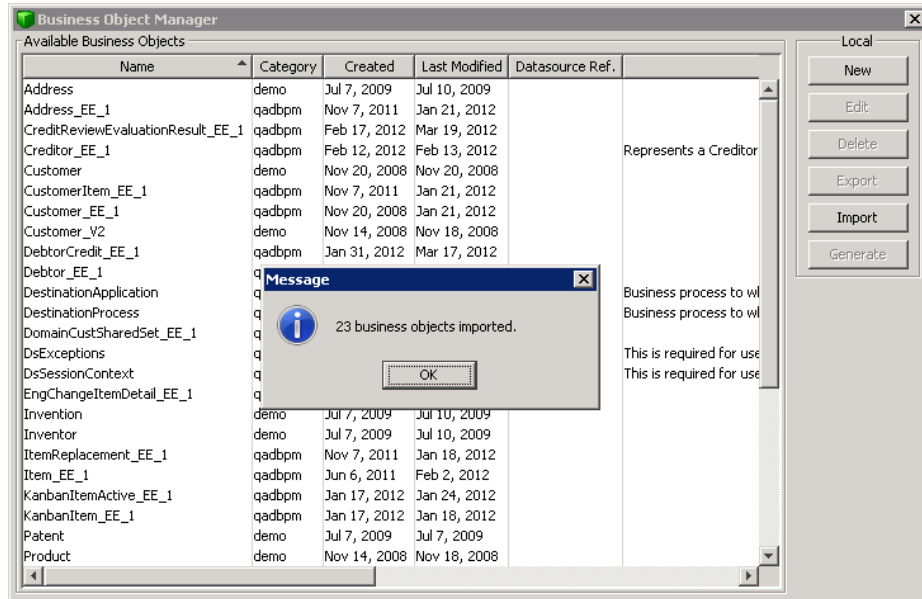 Business Object Manager
Available Business Objects
Name Category Created Last Modified Datasource Ref.
Address demo Jul 7, 2009 Jul 10, 2009
Address_EE_1 qadbpm Nov 7, 2011 Jan 21, 2012
CreditReviewEvaluationResult_EE_1 qadbpm Feb 17, 2012 Mar 19, 2012
Creditor_EE_1 qadbpm Feb 12, 2012 Feb 13, 2012 Represents a Creditor
Customer demo Nov 20, 2008 Nov 20, 2008
CustomerItem_EE_1 qadbpm Nov 7, 2011 Jan 21, 2012
Customer_EE_1 qadbpm Nov 20, 2008 Jan 21, 2012
Customer_V2 demo Nov 14, 2008 Nov 18, 2008
DebtorCredit_EE_1 qadbpm Jan 31, 2012 Mar 17, 2012
Debtor_EE_1 q
DestinationApplication q Business process to wh
DestinationProcess q Business process to wh
DomainCustSharedSet_EE_1 q
DsExceptions q This is required for use
DsSessionContext q This is required for use
EngChangeItemDetail_EE_1 q
Invention demo Jul 7, 2009 Jul 10, 2009
Inventor demo Jul 7, 2009 Jul 10, 2009
ItemReplacement_EE_1 qadbpm Nov 7, 2011 Jan 18, 2012
Item_EE_1 qadbpm Jun 6, 2011 Feb 2, 2012
KanbanItemActive_EE_1 qadbpm Jan 17, 2012 Jan 24, 2012
KanbanItem_EE_1 qadbpm Jan 17, 2012 Jan 18, 2012
Patent demo Jul 7, 2009 Jul 7, 2009
Product demo Nov 14, 2008 Nov 18, 2008
Message
23 business objects imported.
OK
Local
New
Edit
Delete
Export
Import
Generate